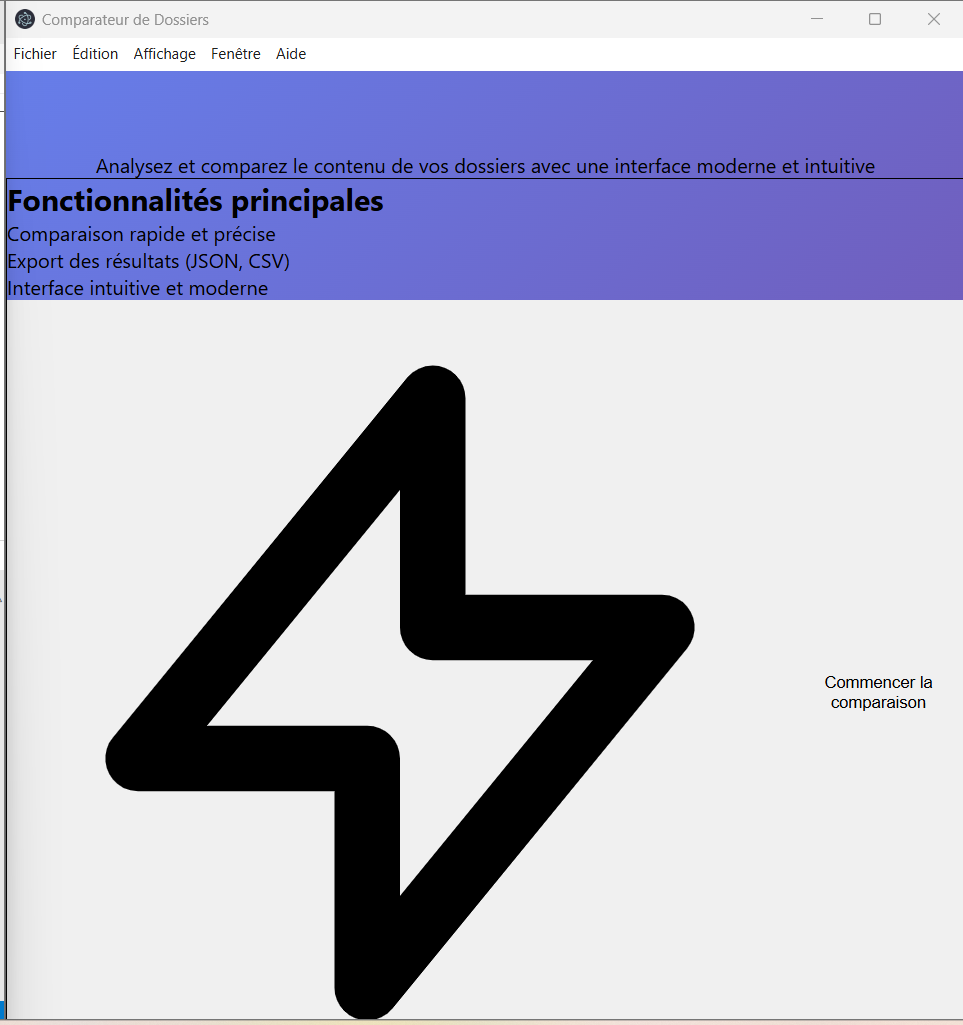 Comparateur de Dossiers
Fichier Édition Affichage Fenêtre Aide
Analysez et comparez le contenu de vos dossiers avec une interface moderne et intuitive
Fonctionnalités principales
Comparaison rapide et précise
Export des résultats (JSON, CSV)
Interface intuitive et moderne
Commencer la
comparaison